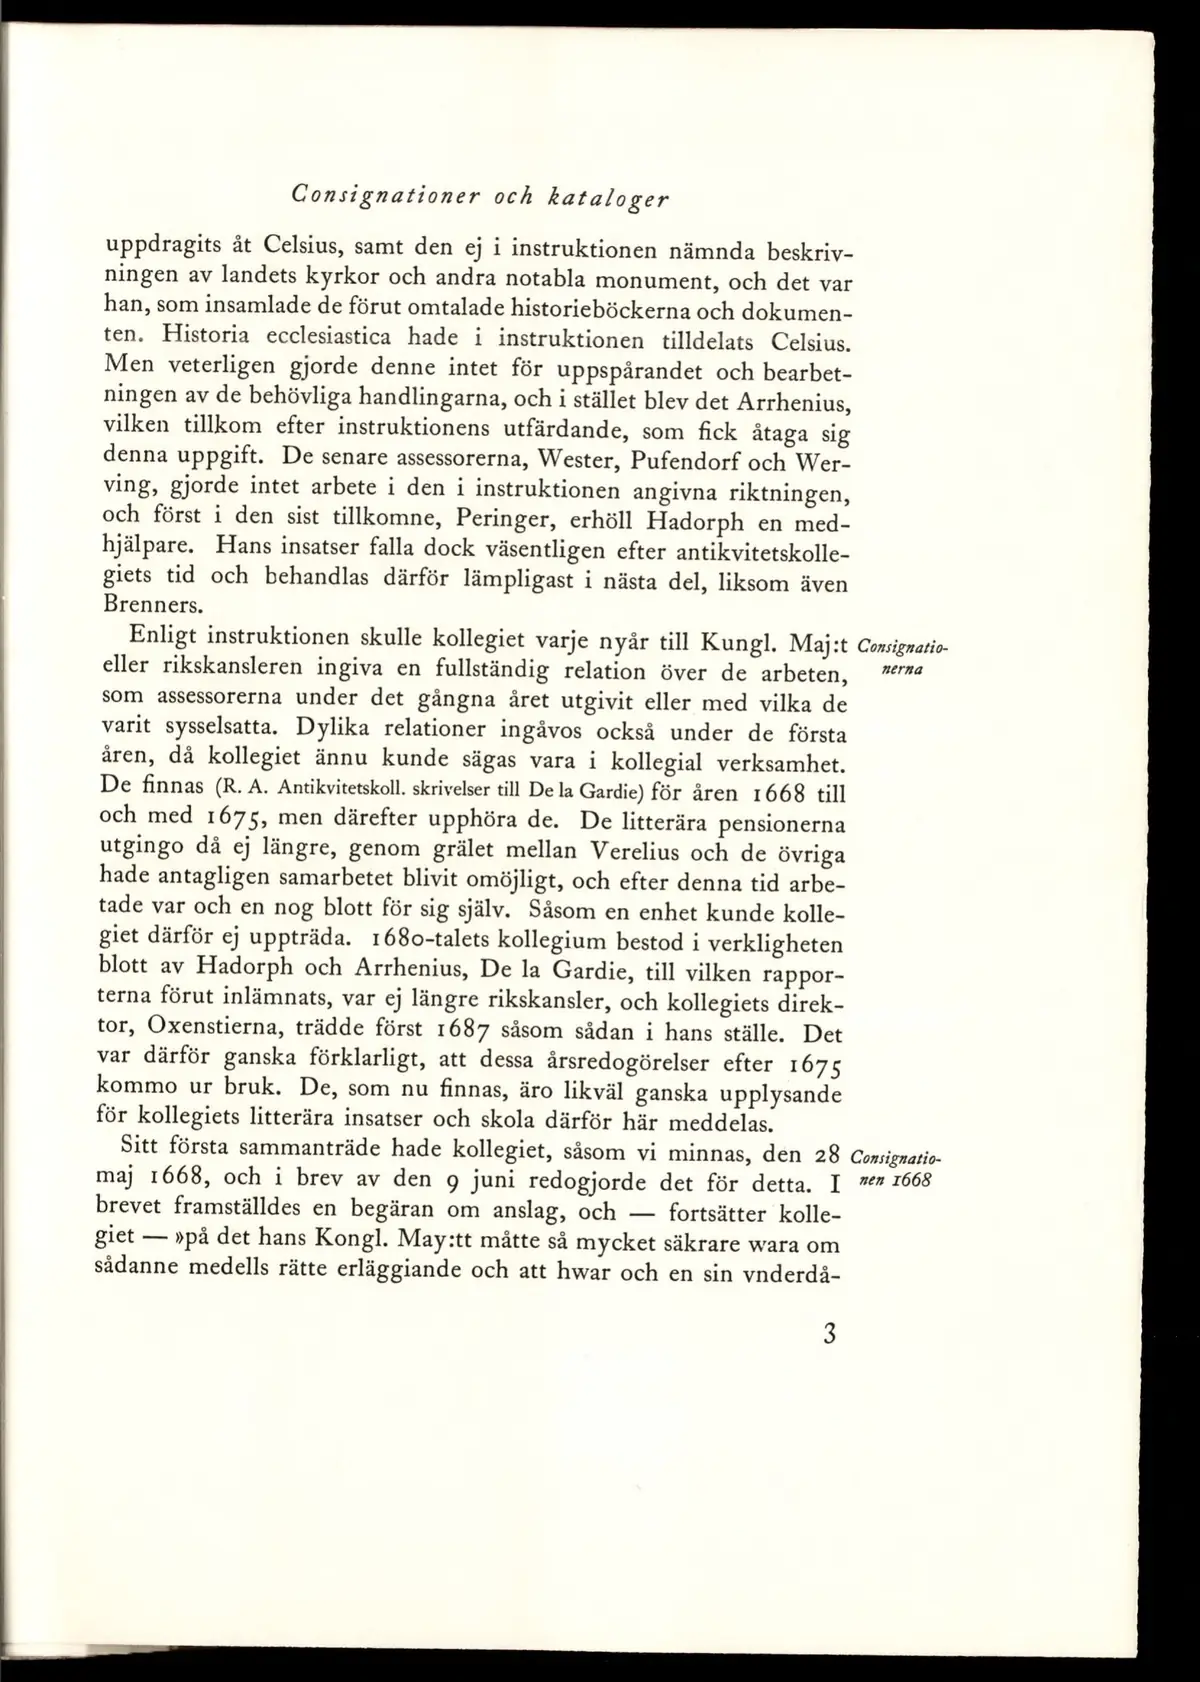 Consignationer och kataloger
uppdragits åt Celsius, samt den ej i instruktionen nämnda beskriv-
ningen av landets kyrkor och andra notabla monument, och det var
han, som insamlade de förut omtalade historieböckerna och dokumen-
ten. Historia ecclesiastica hade i instruktionen tilldelats Celsius.
Men veterligen gjorde denne intet för uppspårandet och bearbet-
ningen av de behövliga handlingarna, och i stället blev det Arrhenius,
vilken tillkom efter instruktionens utfärdande, som fick åtaga sig
denna uppgift. De senare assessorerna, Wester, Pufendorf och Wer-
ving, gjorde intet arbete i den i instruktionen angivna riktningen,
och först i den sist tillkomne, Peringer, erhöll Hadorph en med-
hjälpare. Hans insatser falla dock väsentligen efter antikvitetskolle-
giets tid och behandlas därför lämpligast i nästa del, liksom även
Brenners.
Enligt instruktionen skulle kollegiet varje nyår till Kungl. Maj:t
Consignatio-
nerna
eller rikskansleren ingiva en fullständig relation över de arbeten,
som assessorerna under det gångna året utgivit eller med vilka de
varit sysselsatta. Dylika relationer ingåvos också under de första
åren, då kollegiet ännu kunde sägas vara i kollegial verksamhet.
De finnas (R. A. Antikvitetskoll. skrivelser till De la Gardie) för åren 1668 till
och med 1675, men därefter upphöra de. De litterära pensionerna
utgingo då ej längre, genom grälet mellan Verelius och de övriga
hade antagligen samarbetet blivit omöjligt, och efter denna tid arbe-
tade var och en nog blott för sig själv. Såsom en enhet kunde kolle-
giet därför ej uppträda. 1680-talets kollegium bestod i verkligheten
blott av Hadorph och Arrhenius, De la Gardie, till vilken rappor-
terna förut inlämnats, var ej längre rikskansler, och kollegiets direk-
tor, Oxenstierna, trädde först 1687 såsom sådan i hans ställe. Det
var därför ganska förklarligt, att dessa årsredogörelser efter 1675
kommo ur bruk. De, som nu finnas, äro likväl ganska upplysande
för kollegiets litterära insatser och skola därför här meddelas.
Sitt första sammanträde hade kollegiet, såsom vi minnas, den 28
Consignatio-
nen 1668
maj 1668, och i brev av den 9 juni redogjorde det för detta. I
brevet framställdes en begäran om anslag, och — fortsätter kolle-
giet — »på det hans Kongl. May:tt måtte så mycket säkrare wara om
sådanne medells rätte erläggiande och att hwar och en sin vnderdå-
3